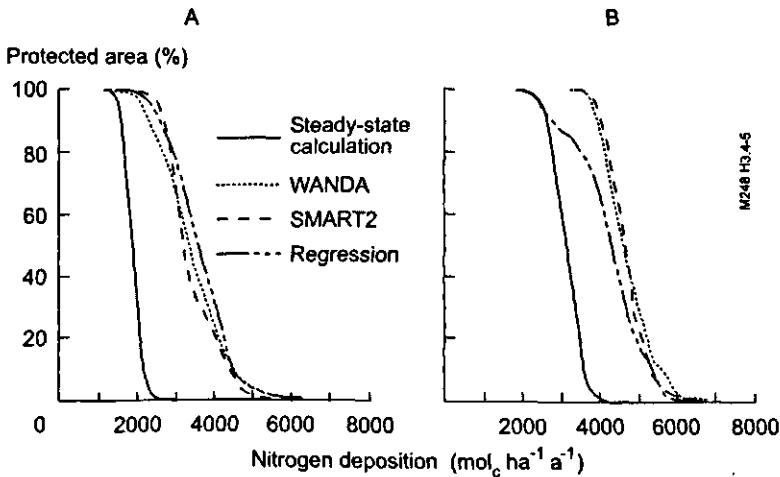 A
B
Protected area (%)
100
80
60
40
20
0
Steady-state
calculation
WANDA
SMART2
Regression
M248 H3.4-5
2000 4000 6000 8000
2000 4000 6000 8000
Nitrogen deposition (mol_c ha⁻¹ a⁻¹)